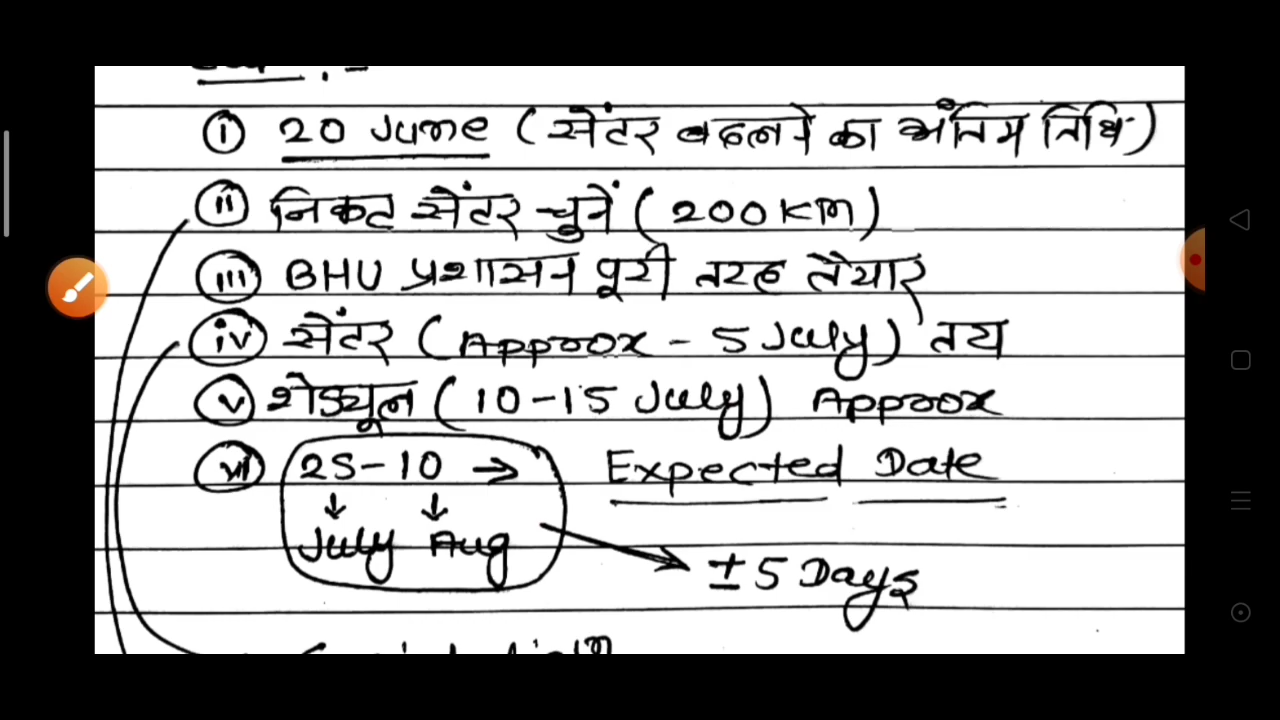 (i) 20 June (सेंटर बदलने का अंतिम तिथि)
(ii) निकट सेंटर चुनें (200 KM)
(iii) BHU प्रशासन पूरी तरह तैयार
(iv) सेंटर (Approx - 5 July) तय
(v) शेड्यूल (10-15 July) Approx
(vi) 25-10 → Expected Date
↓ ↓
July Aug
±5 Days